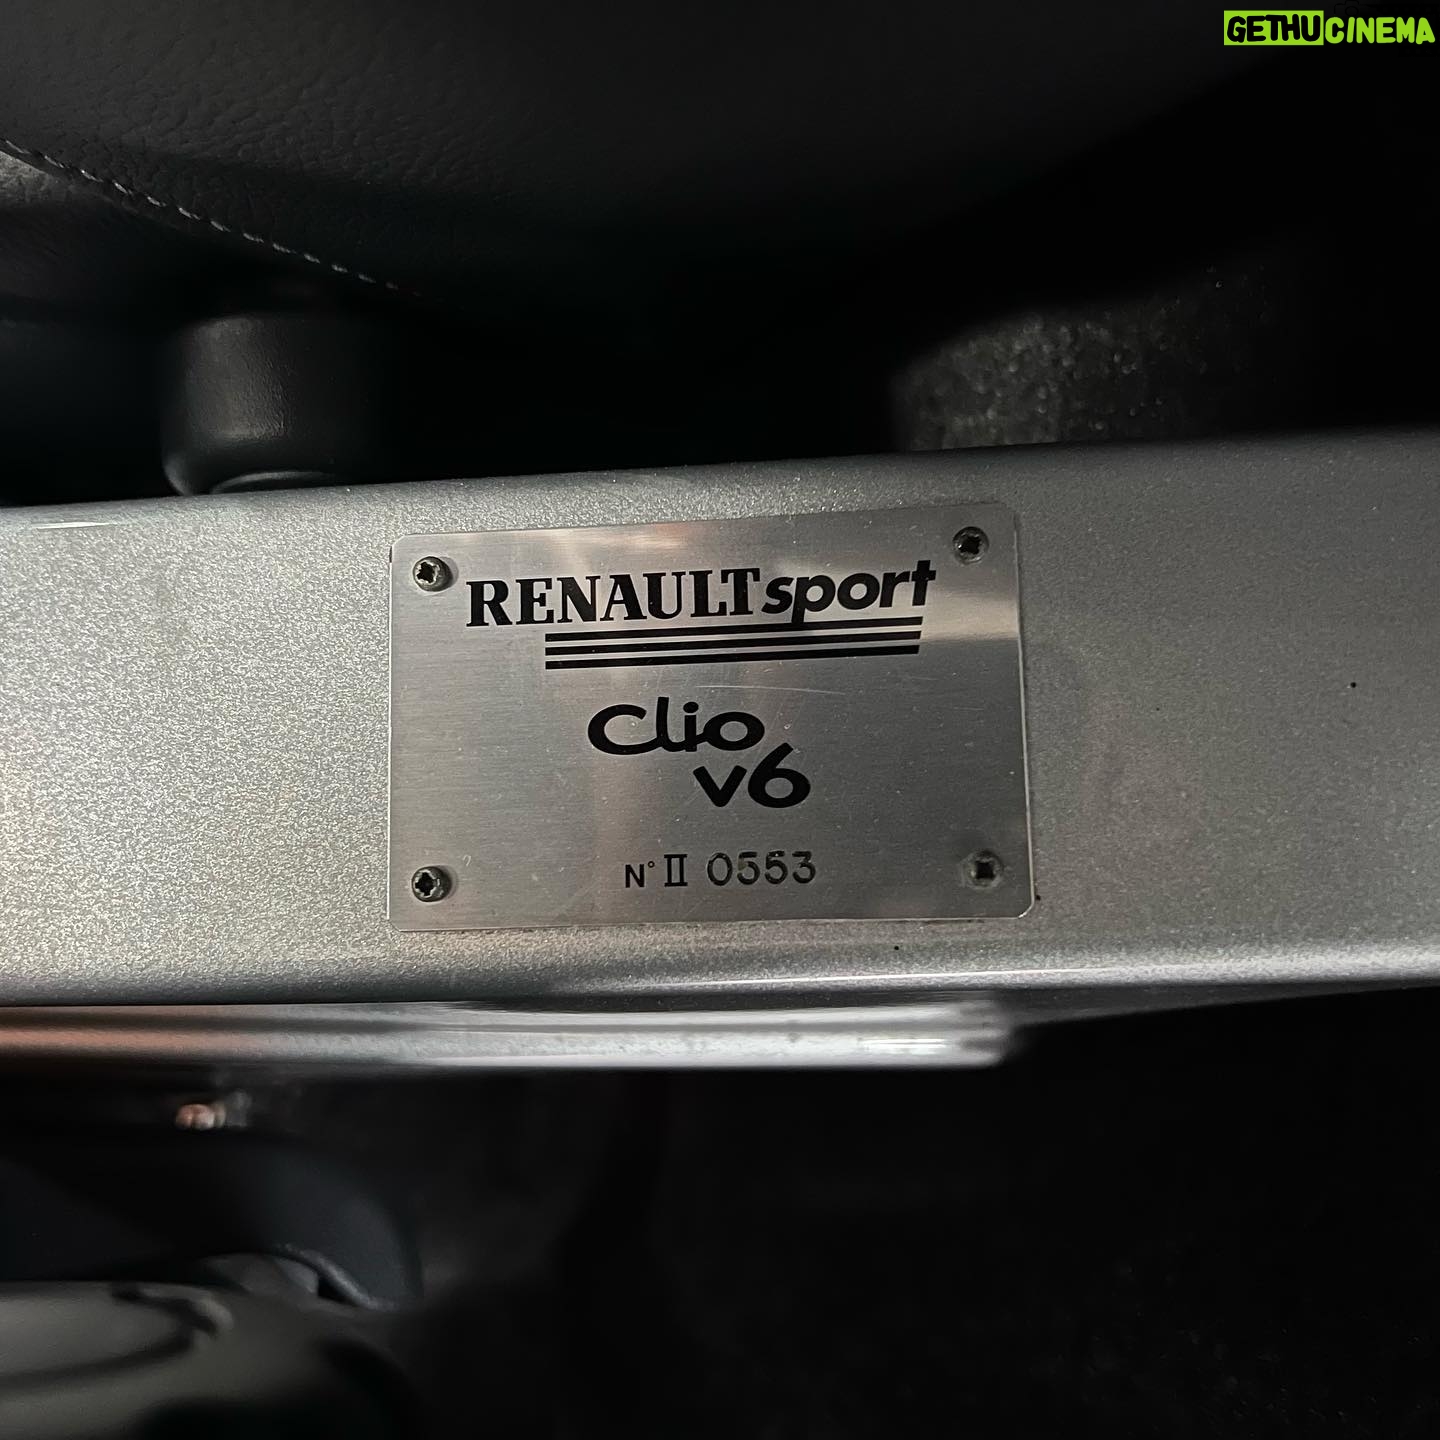 GETHUCINEMA
RENAULTsport
Clio
v6
N° II 0553